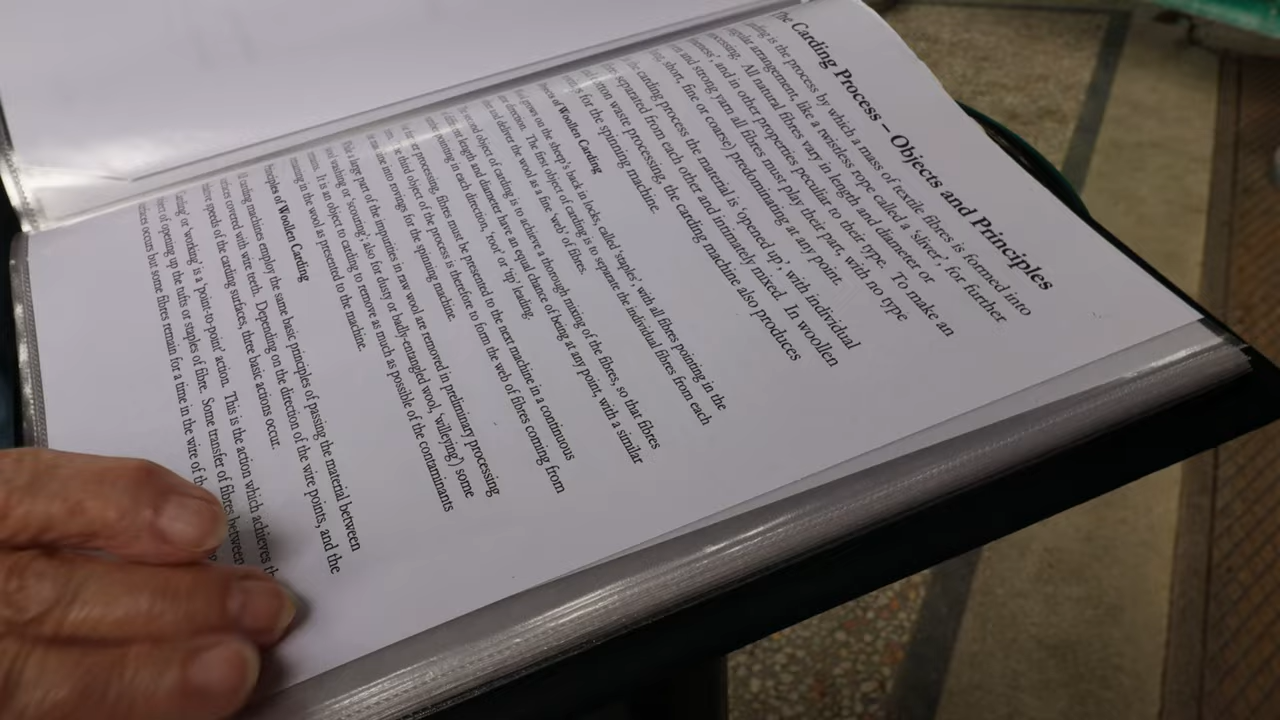 The Carding Process – Objects and Principles
is the process by which a mass of textile fibres is formed into
arrangement, like a twistless rope called a 'sliver' for further
All natural fibres vary in length and diameter or
and in other properties peculiar to their type. To make an
and strong yarn all fibres must play their part, with no type
short, fine or coarse) predominating at any point.
carding process the material is 'opened up', with individual
separated from each other and intimately mixed. In woollen
waste processing, the carding machine also produces
for the spinning machine.
of Woollen Carding
on the sheep's back in locks, called 'staples', with all fibres pointing in the
direction. The first object of carding is to separate the individual fibres from each
and deliver the wool as a fine 'web' of fibres.
second object of carding is to achieve a thorough mixing of the fibres, so that fibres
length and diameter have an equal chance of being at any point, with a similar
in each direction, 'root' or 'tip' leading.
processing, fibres must be presented to the next machine in a continuous
third object of the process is therefore to form the web of fibres coming from
into rovings for the spinning machine.
large part of the impurities in raw wool are removed in preliminary processing
or 'scouring', also for dusty or badly-entangled wool, 'willeying') some
It is an object to carding to remove as much as possible of the contaminants
in the wool as presented to the machine.
Principles of Woollen Carding
All carding machines employ the same basic principles of passing the material between
covered with wire teeth. Depending on the direction of the wire points, and the
speeds of the carding surfaces, three basic actions occur.
'Carding' or 'working' is a 'point-to-point' action. This is the action which achieves
of opening up the tufts or staples of fibre. Some transfer of fibres between
occurs but some fibres remain for a time in the wire of